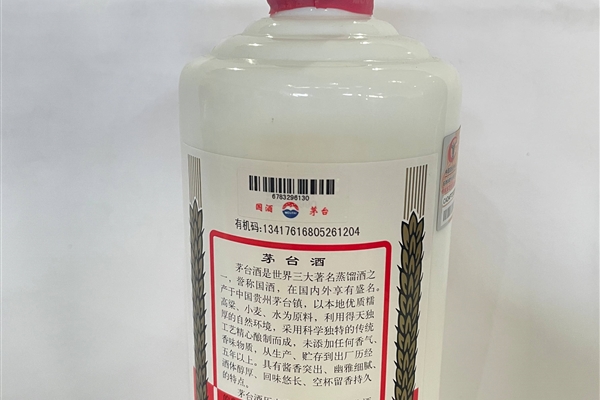 6783298130
国酒 茅台
有机码:13417616805261204
茅台酒
茅台酒是世界三大著名蒸馏酒之
一，誉称国酒，在国内外享有盛名。
产于中国贵州茅台镇，以本地优质糯
高粱、小麦、水为原料，利用得天独
厚的自然环境，采用科学独特的传统
工艺精心酿制而成，未添加任何香气、
香味物质，从生产、贮存到出厂历经
五年以上。具有酱香突出、幽雅细腻、
酒体醇厚、回味悠长、空杯留香持久
的特点。